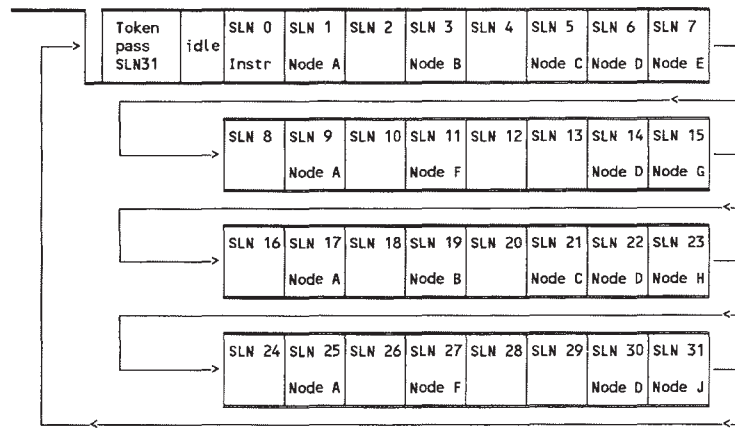 Token SLN 0 SLN 1 SLN 2 SLN 3 SLN 4 SLN 5 SLN 6 SLN 7
pass idle
SLN31 Instr Node A Node B Node C Node D Node E
SLN 8 SLN 9 SLN 10 SLN 11 SLN 12 SLN 13 SLN 14 SLN 15
Node A Node F Node D Node G
SLN 16 SLN 17 SLN 18 SLN 19 SLN 20 SLN 21 SLN 22 SLN 23
Node A Node B Node C Node D Node H
SLN 24 SLN 25 SLN 26 SLN 27 SLN 28 SLN 29 SLN 30 SLN 31
Node A Node F Node D Node J